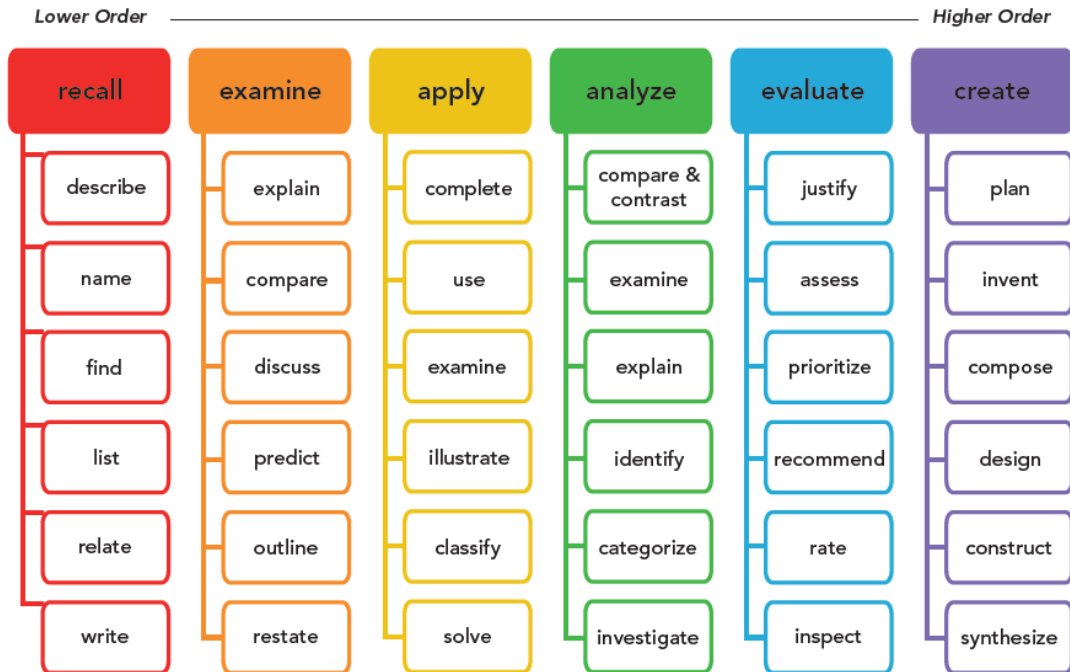 Lower Order
Higher Order
recall
examine
apply
analyze
evaluate
create
describe
explain
complete
compare &
contrast
justify
plan
name
compare
use
examine
assess
invent
find
discuss
examine
explain
prioritize
compose
list
predict
illustrate
identify
recommend
design
relate
outline
classify
categorize
rate
construct
write
restate
solve
investigate
inspect
synthesize